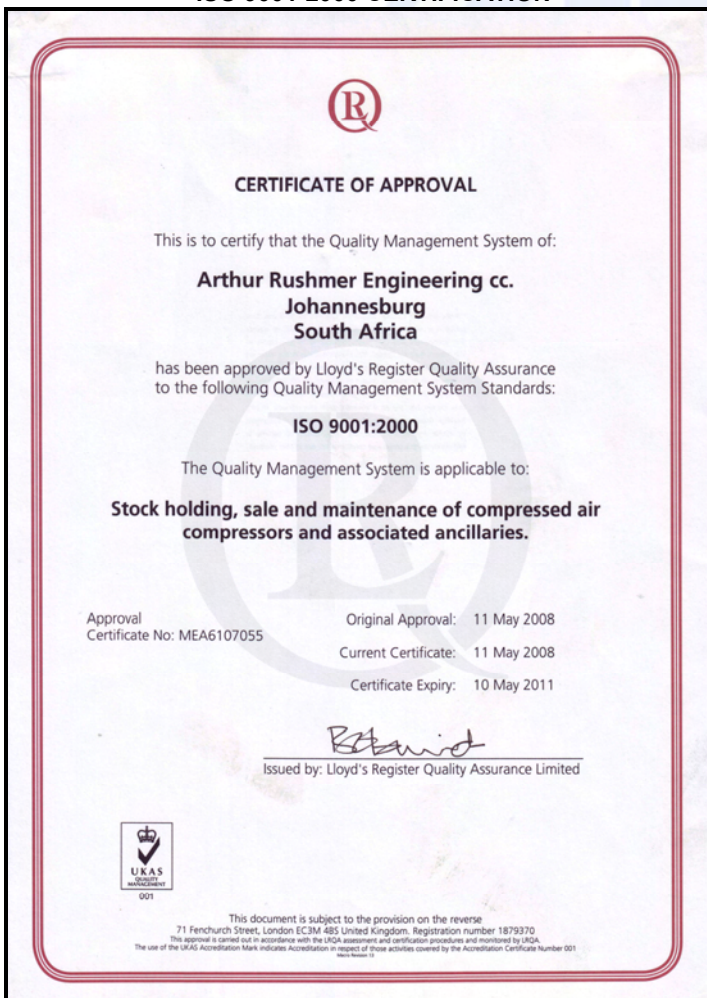 ISO 9001-2000 CERTIFICATION
RQ
CERTIFICATE OF APPROVAL
This is to certify that the Quality Management System of:
Arthur Rushmer Engineering cc.
Johannesburg
South Africa
has been approved by Lloyd's Register Quality Assurance
to the following Quality Management System Standards:
ISO 9001:2000
The Quality Management System is applicable to:
Stock holding, sale and maintenance of compressed air
compressors and associated ancillaries.
Approval
Certificate No: MEA6107055
Original Approval: 11 May 2008
Current Certificate: 11 May 2008
Certificate Expiry: 10 May 2011
Issued by: Lloyd's Register Quality Assurance Limited
UKAS
QUALITY
MANAGEMENT
001
This document is subject to the provision on the reverse
71 Fenchurch Street, London EC3M 4BS United Kingdom. Registration number 1879370
This approval is carried out in accordance with the LRQA assessment and certification procedures and monitored by LRQA.
The use of the UKAS Accreditation Mark indicates Accreditation in respect of those activities covered by the Accreditation Certificate Number 001
Macro Revision 13